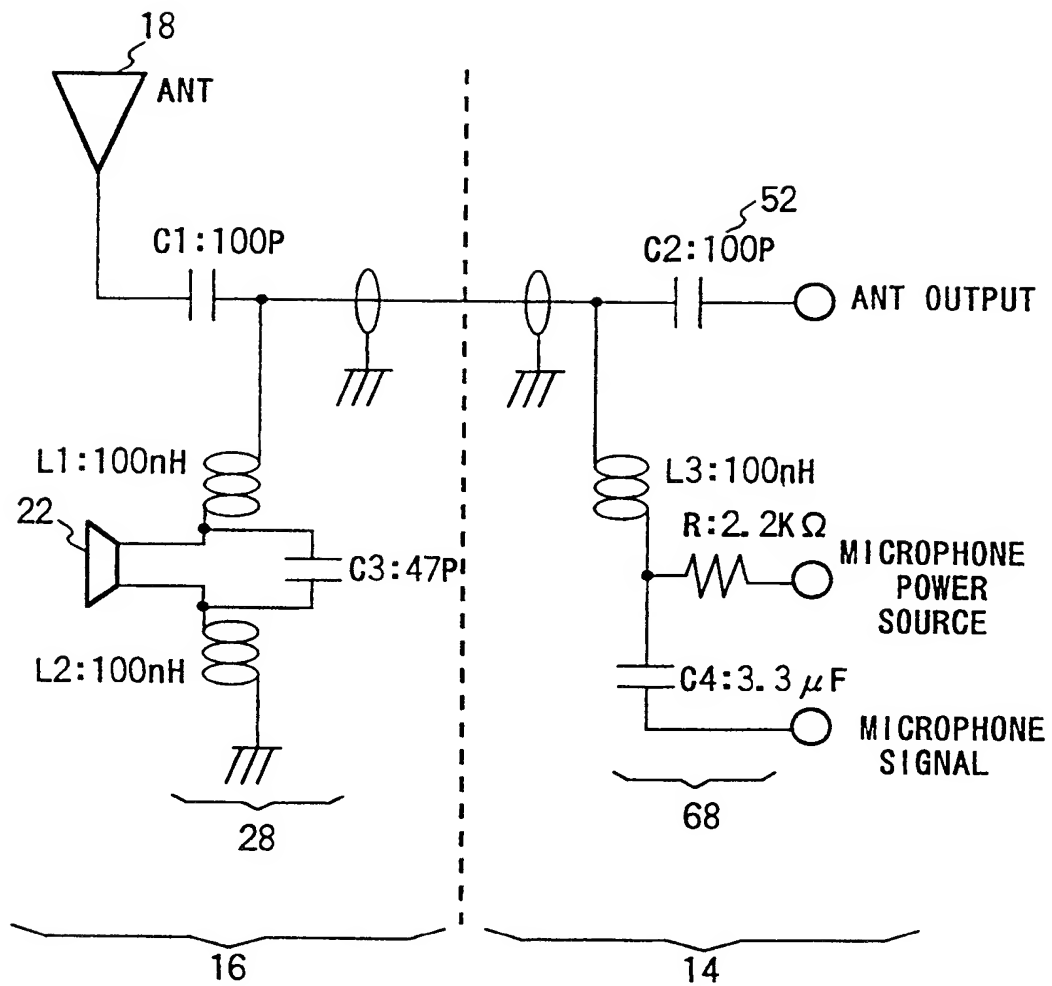 18
ANT
52
C1:100P
C2:100P
ANT OUTPUT
L1:100nH
L3:100nH
22
R:2.2KΩ
C3:47P
MICROPHONE
POWER
SOURCE
L2:100nH
C4:3.3μF
MICROPHONE
SIGNAL
28
68
16
14